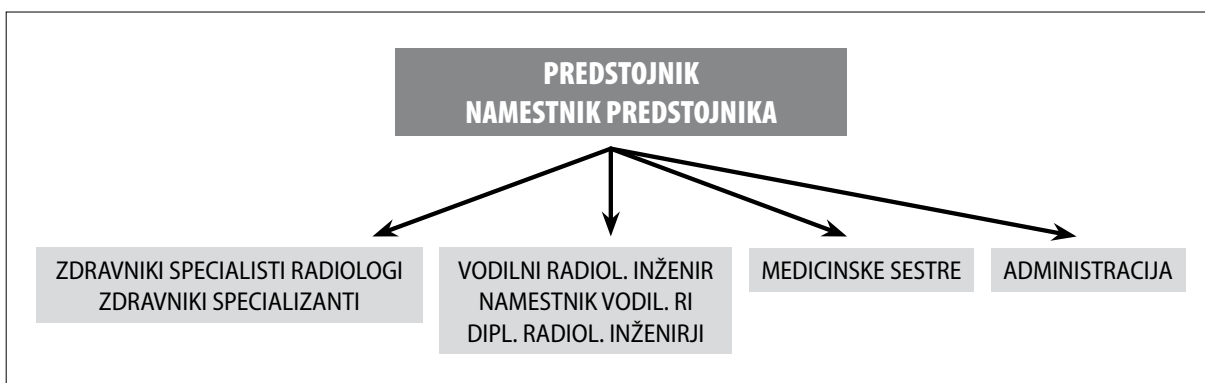 PREDSTOJNIK
NAMESTNIK PREDSTOJNIKA
ZDRAVNIKI SPECIALISTI RADIOLOGI
ZDRAVNIKI SPECIALIZANTI
VODILNI RADIOL. INŽENIR
NAMESTNIK VODIL. RI
DIPL. RADIOL. INŽENIRJI
MEDICINSKE SESTRE
ADMINISTRACIJA